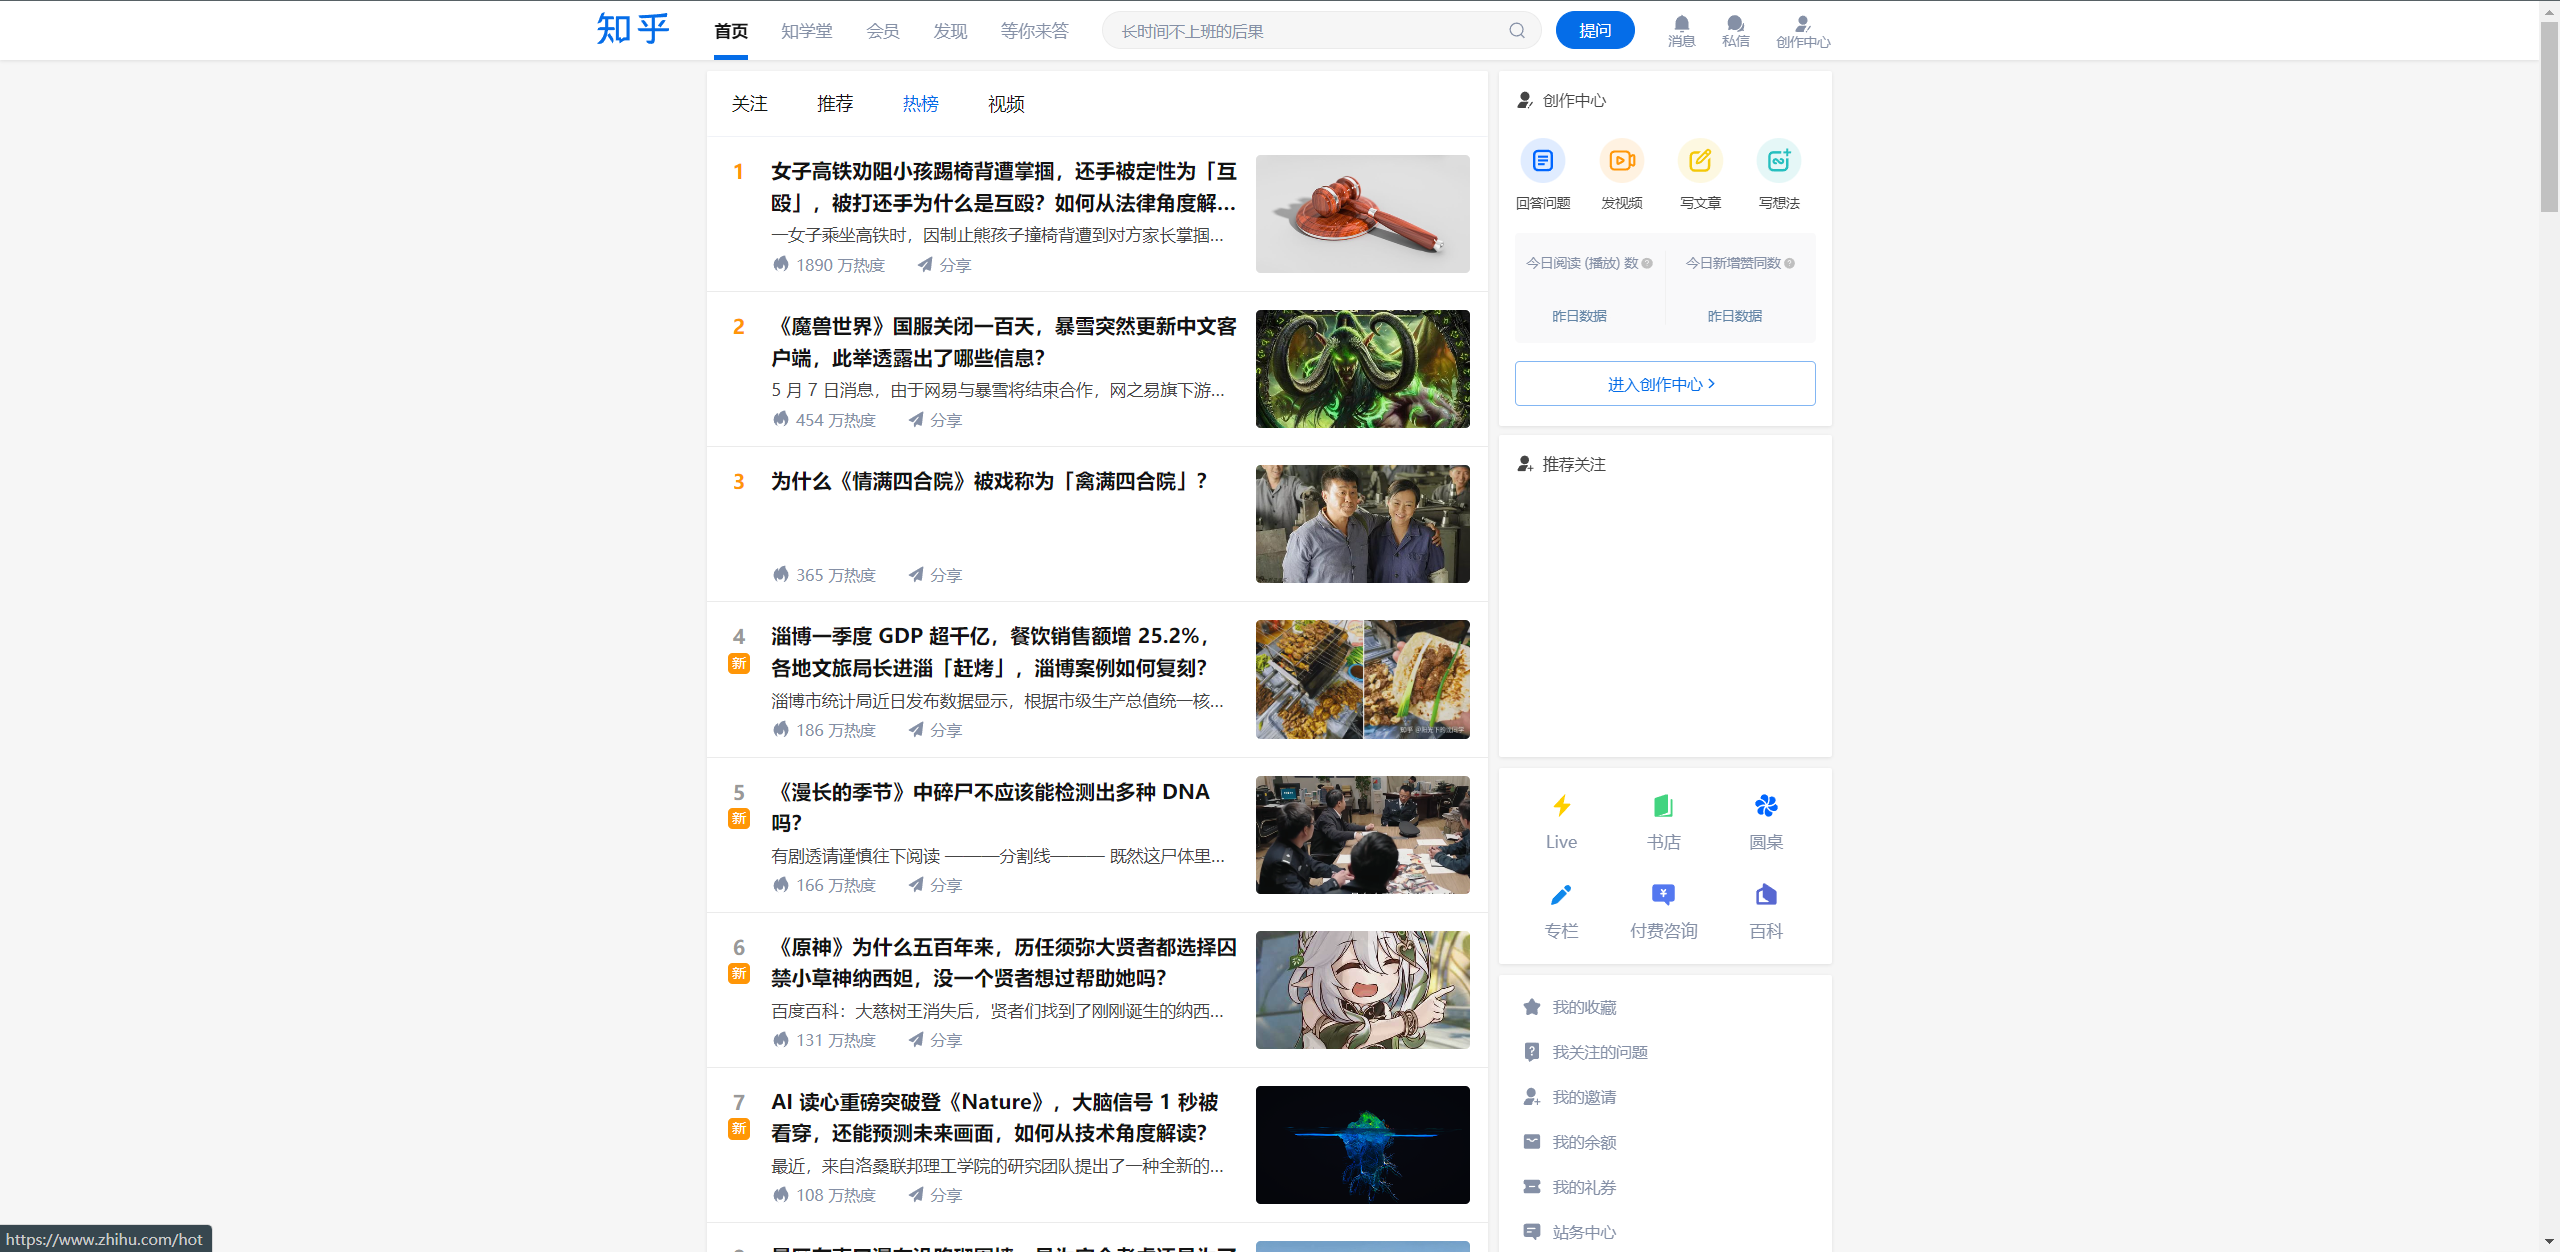 知乎
首页 知学堂 会员 发现 等你来答 长时间不上班的后果 提问 消息 私信 创作中心
关注 推荐 热榜 视频
1
女子高铁劝阻小孩踢椅背遭掌掴，还手被定性为「互
殴」，被打还手为什么是互殴？如何从法律角度解...
一女子乘坐高铁时，因制止熊孩子撞椅背遭到对方家长掌掴...
1890 万热度 分享
2
《魔兽世界》国服关闭一百天，暴雪突然更新中文客
户端，此举透露出了哪些信息？
5 月 7 日消息，由于网易与暴雪将结束合作，网之易旗下游...
454 万热度 分享
3
为什么《情满四合院》被戏称为「禽满四合院」？
365 万热度 分享
4
新
淄博一季度 GDP 超千亿，餐饮销售额增 25.2%，
各地文旅局长进淄「赶烤」，淄博案例如何复刻？
淄博市统计局近日发布数据显示，根据市级生产总值统一核...
186 万热度 分享
5
新
《漫长的季节》中碎尸不应该能检测出多种 DNA
吗？
有剧透请谨慎往下阅读 ————分割线———— 既然这尸体里...
166 万热度 分享
6
新
《原神》为什么五百年来，历任须弥大贤者都选择囚
禁小草神纳西妲，没一个贤者想过帮助她吗？
百度百科：大慈树王消失后，贤者们找到了刚刚诞生的纳西...
131 万热度 分享
7
新
AI 读心重磅突破登《Nature》，大脑信号 1 秒被
看穿，还能预测未来画面，如何从技术角度解读？
最近，来自洛桑联邦理工学院的研究团队提出了一种全新的...
108 万热度 分享
创作中心
回答问题 发视频 写文章 写想法
今日阅读 (播放) 数 今日新增赞同数
昨日数据 昨日数据
进入创作中心
推荐关注
Live 书店 圆桌
专栏 付费咨询 百科
我的收藏
我关注的问题
我的邀请
我的余额
我的礼券
站务中心
https://www.zhihu.com/hot